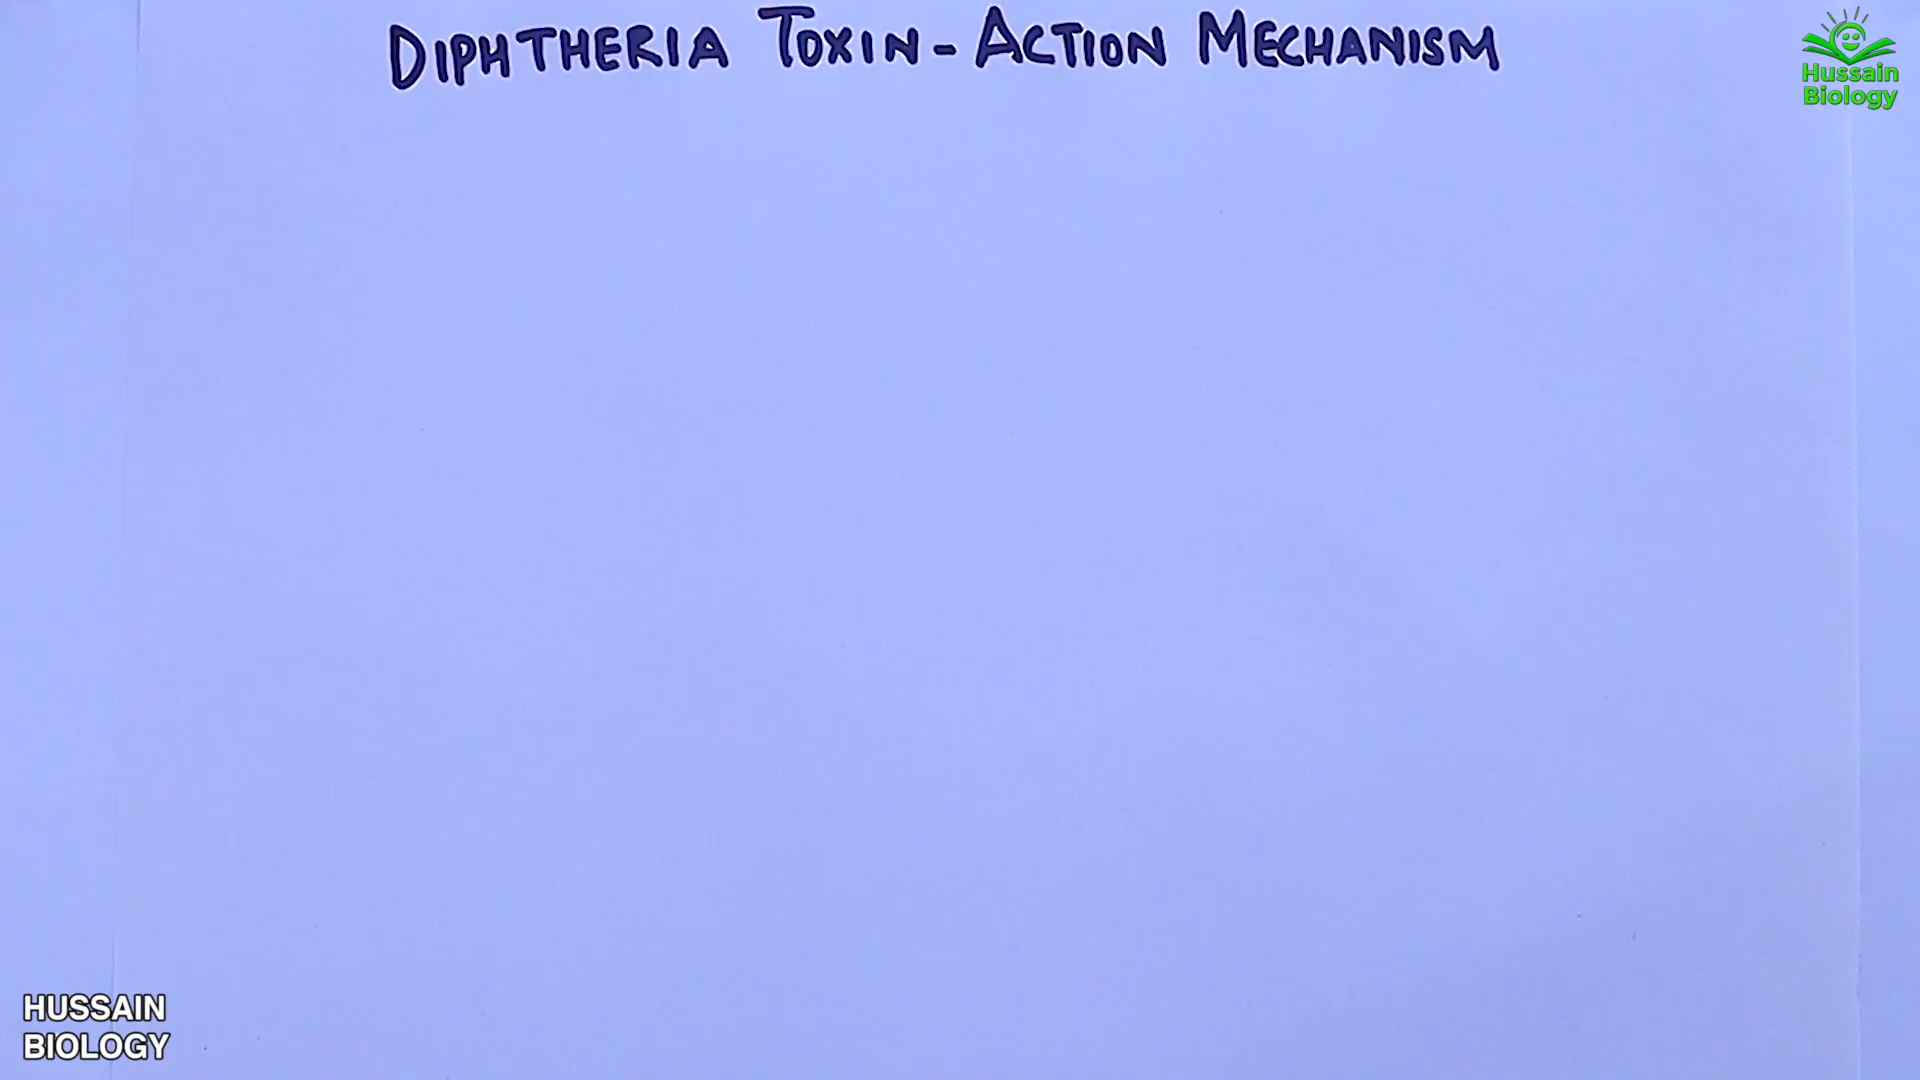 DIPHTHERIA TOXIN - ACTION MECHANISM
Hussain
Biology
HUSSAIN
BIOLOGY